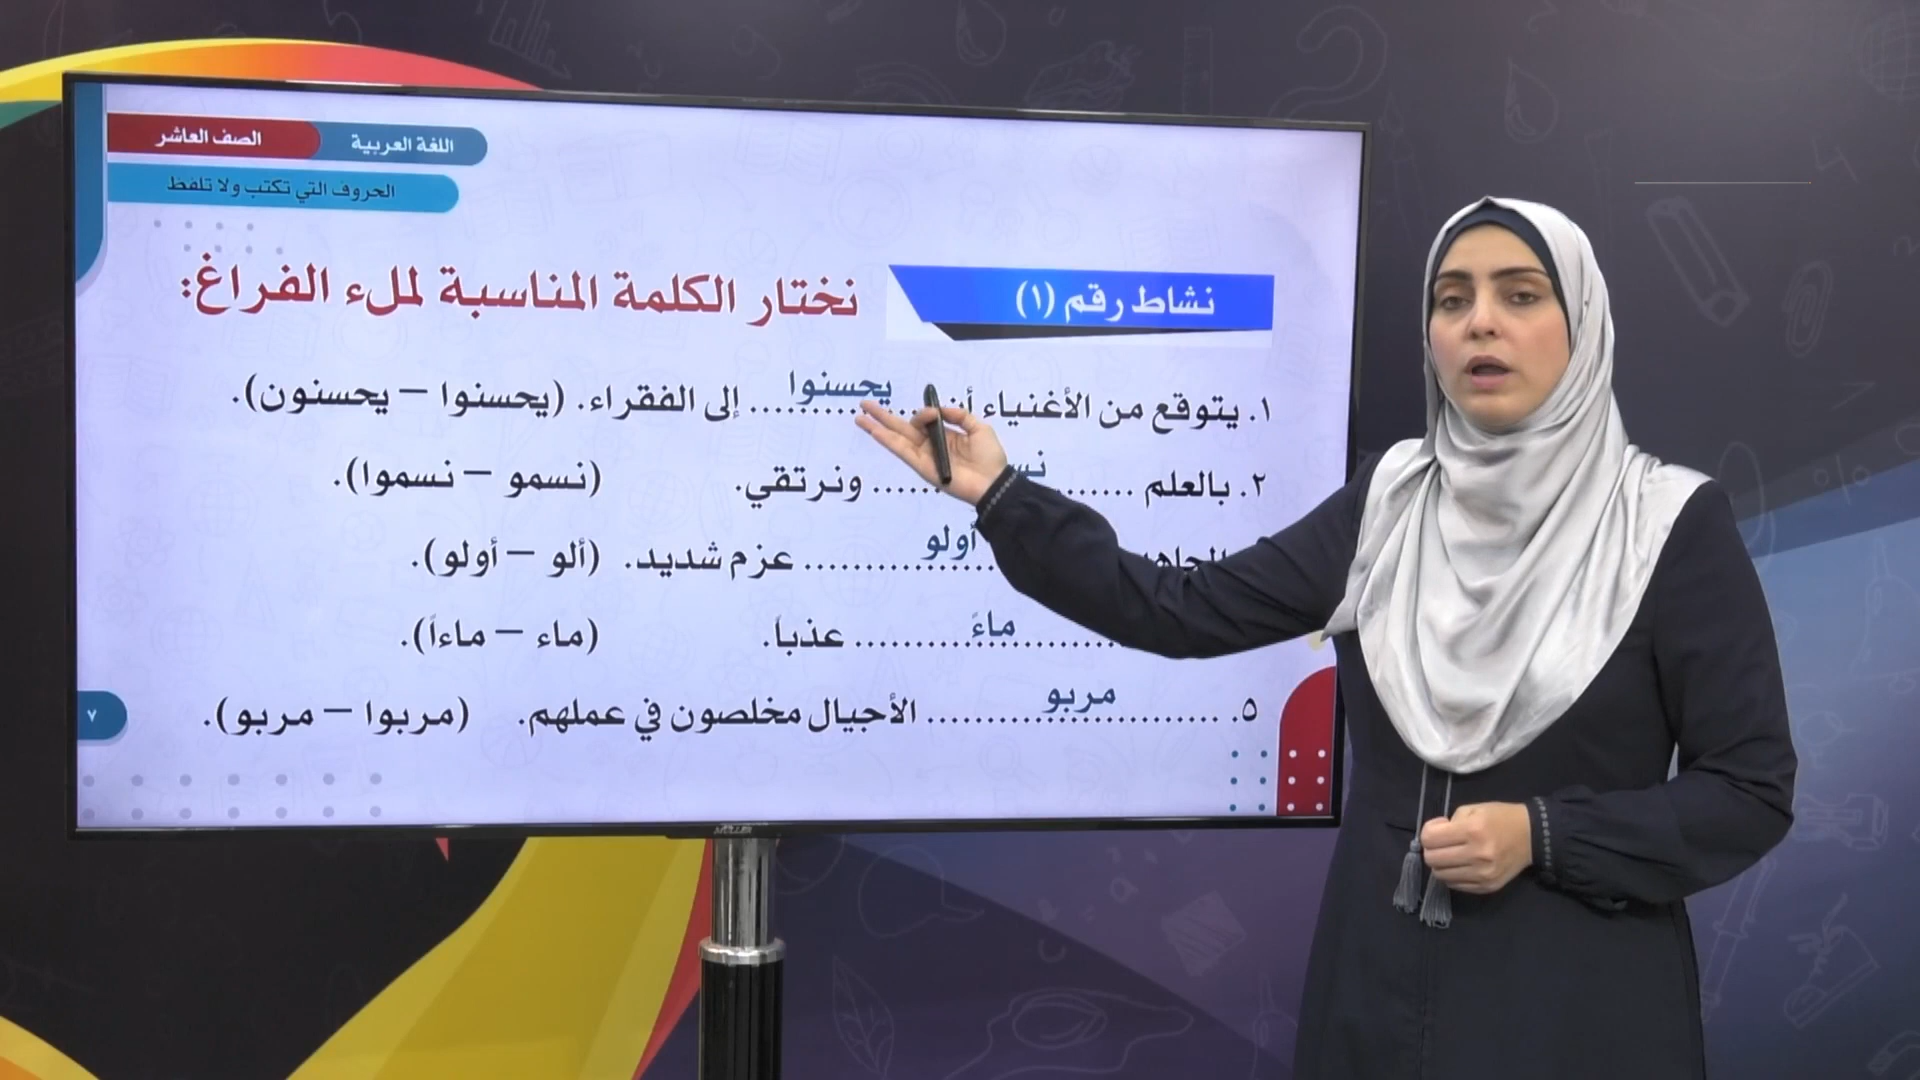 اللغة العربية الصف العاشر
الحروف التي تكتب ولا تلفظ
نشاط رقم (١) نختار الكلمة المناسبة لملء الفراغ:
١. يتوقع من الأغنياء أن يحسنوا إلى الفقراء. (يحسنوا – يحسنون).
٢. بالعلم ........ ونرتقي. (نسمو – نسموا).
أولو ........ عزم شديد. (ألو – أولو).
ماءً ........ عذباً. (ماء – ماءاً).
٥. مربو الأجيال مخلصون في عملهم. (مربوا – مربو).
٧
MULLER